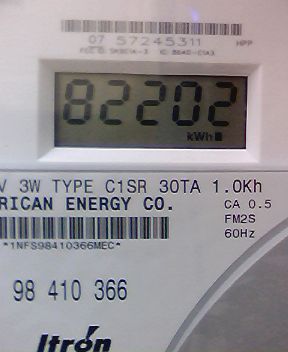 07 57245311 HPP
82202
kWh
V 3W TYPE C1SR 30TA 1.0Kh
RICAN ENERGY CO. CA 0.5
FM2S
60Hz
*1NFS98410366MEC*
98 410 366
Itron